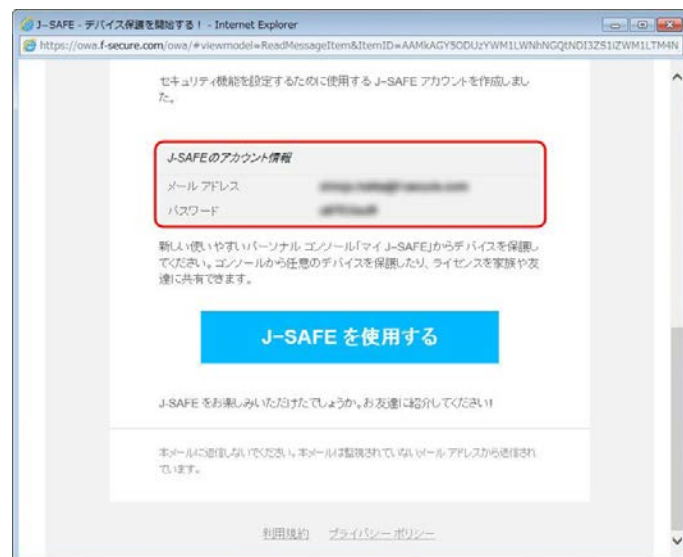 J-SAFE - デバイス保護を開始する! - Internet Explorer
https://owa.f-secure.com/owa/#viewmodel=ReadMessageItem&ItemID=
セキュリティ機能を設定するために使用する J-SAFE アカウントを作成しまし
た。
J-SAFEのアカウント情報
メール アドレス
パスワード
新しい使いやすいパーソナル コンソール「マイ J-SAFE」からデバイスを保護し
てください。コンソールから任意のデバイスを保護したり、ライセンスを家族や友
達に共有できます。
J-SAFE を使用する
J-SAFE をお楽しみいただけたでしょうか。お友達に紹介してください!
本メールに返信しないでください。本メールは監視されていないメール アドレスから送信され
ています。
利用規約 プライバシー ポリシー